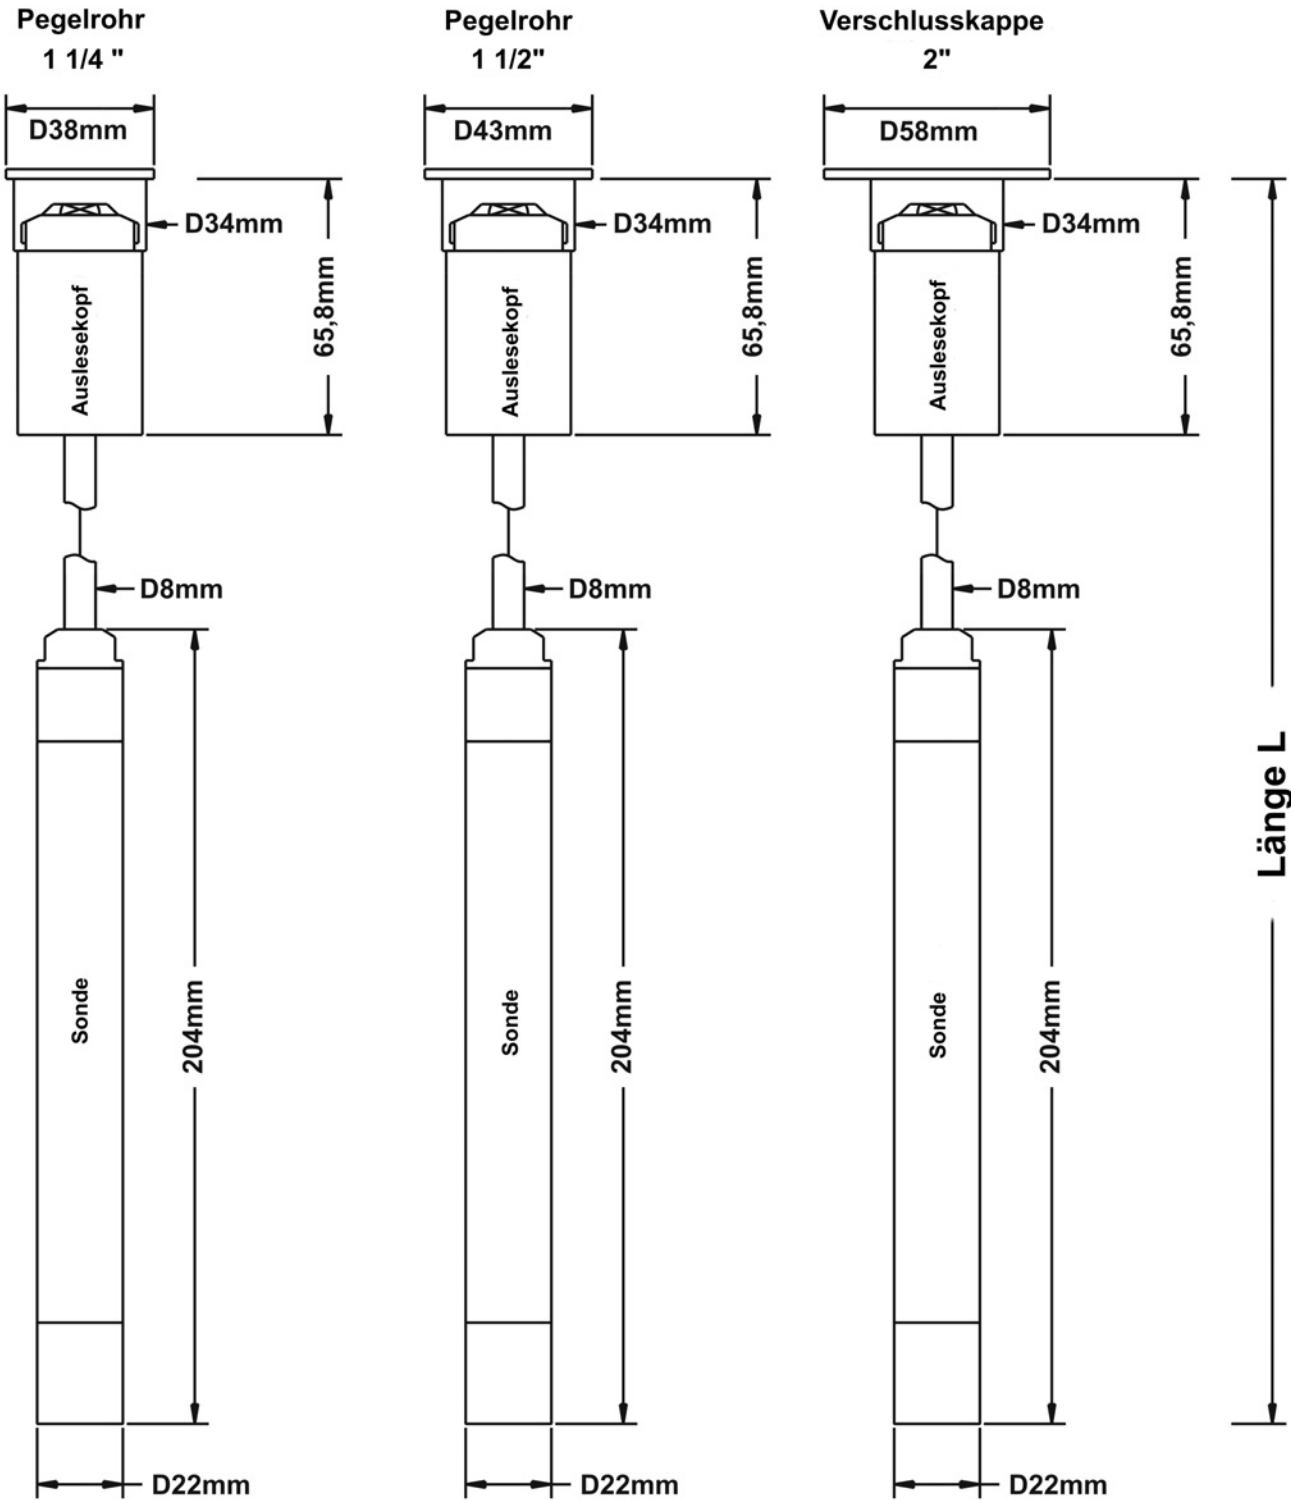 Pegelrohr
1 1/4 "
Pegelrohr
1 1/2"
Verschlusskappe
2"
D38mm
D43mm
D58mm
D34mm
D34mm
D34mm
Auslesekopf
65,8mm
Auslesekopf
65,8mm
Auslesekopf
65,8mm
D8mm
D8mm
D8mm
Länge L
Sonde
204mm
Sonde
204mm
Sonde
204mm
D22mm
D22mm
D22mm